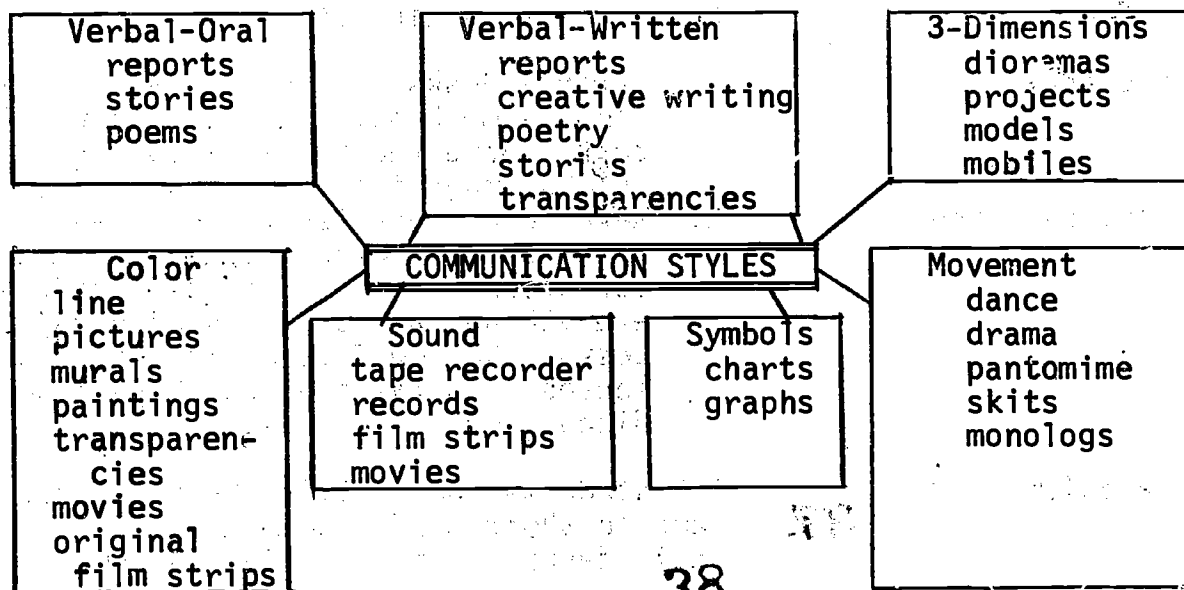 Verbal-Oral
reports
stories
poems
Verbal-Written
reports
creative writing
poetry
stories
transparencies
3-Dimensions
dioramas
projects
models
mobiles
COMMUNICATION STYLES
Color
line
pictures
murals
paintings
transparen-
cies
movies
original
film strips
Sound
tape recorder
records
film strips
movies
Symbols
charts
graphs
Movement
dance
drama
pantomime
skits
monologs
38